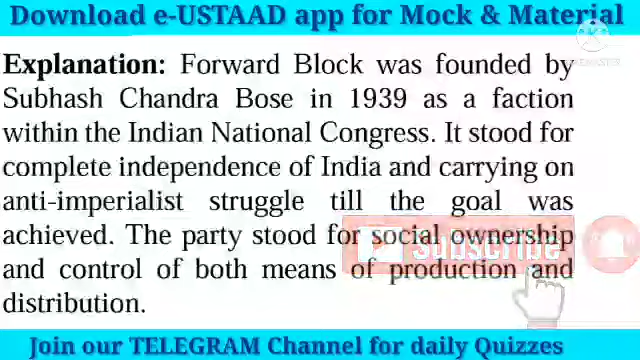 Download e-USTAAD app for Mock & Material
Explanation: Forward Block was founded by
Subhash Chandra Bose in 1939 as a faction
within the Indian National Congress. It stood for
complete independence of India and carrying on
anti-imperialist struggle till the goal was
achieved. The party stood for social ownership
and control of both means of production and
distribution.
Subscribe
Join our TELEGRAM Channel for daily Quizzes